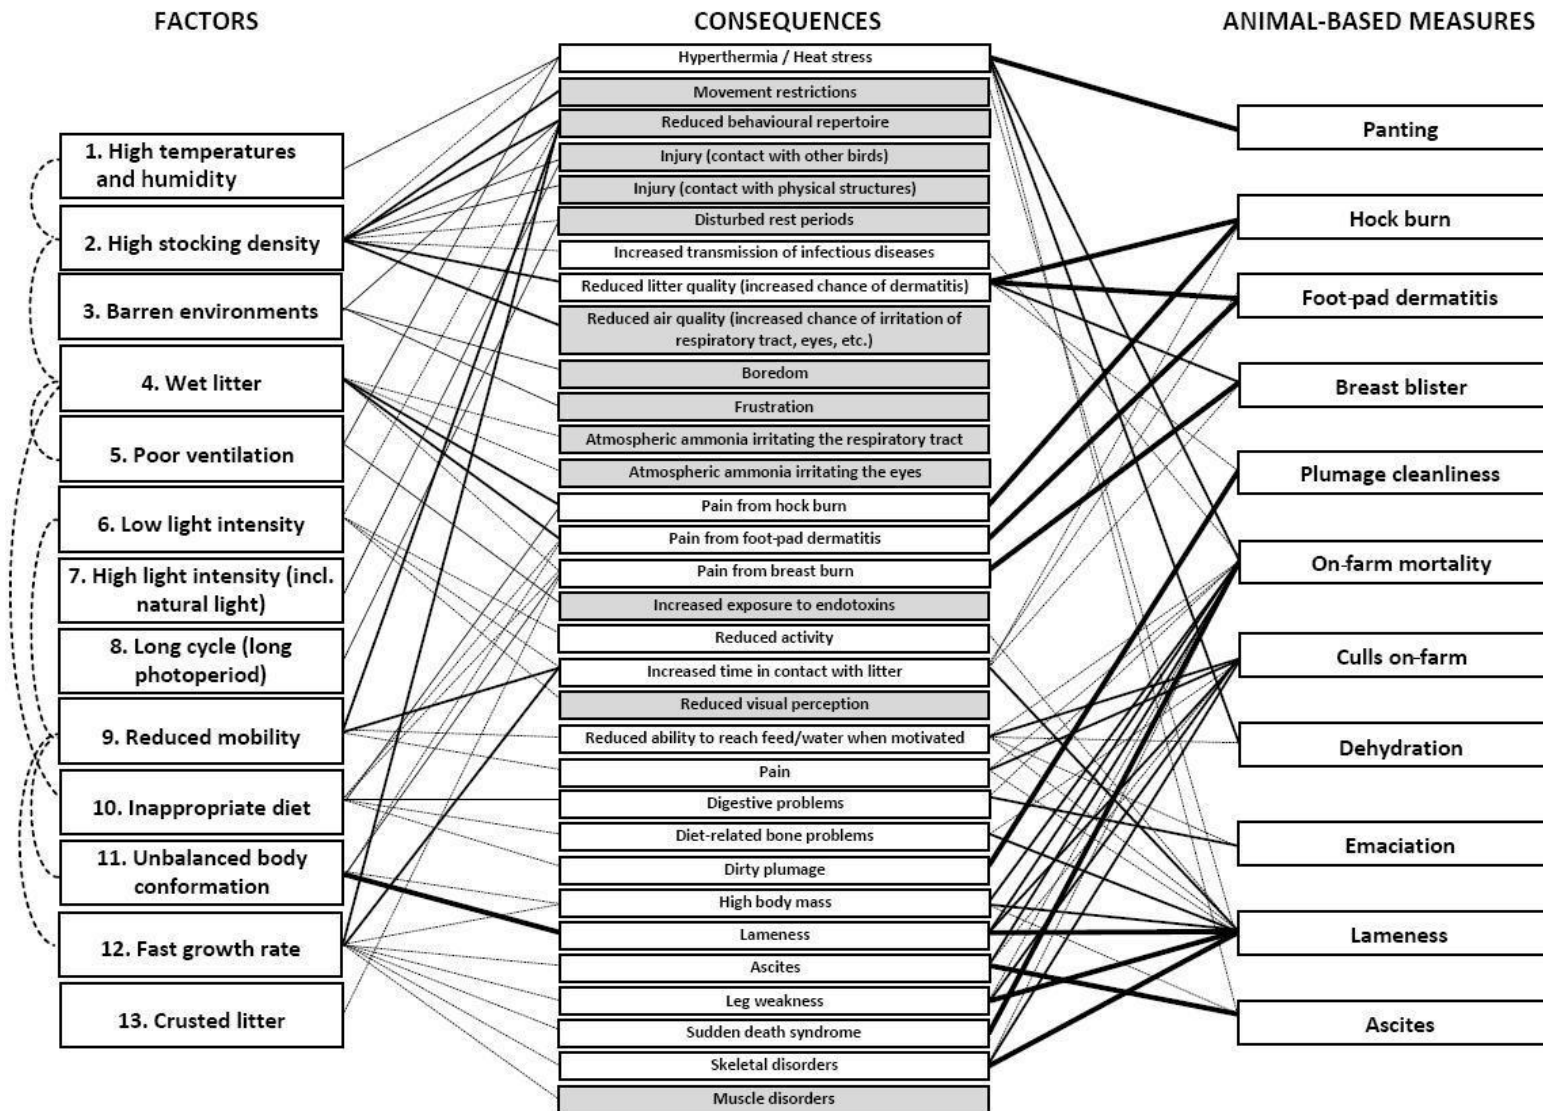 FACTORS
1. High temperatures
and humidity
2. High stocking density
3. Barren environments
4. Wet litter
5. Poor ventilation
6. Low light intensity
7. High light intensity (incl.
natural light)
8. Long cycle (long
photoperiod)
9. Reduced mobility
10. Inappropriate diet
11. Unbalanced body
conformation
12. Fast growth rate
13. Crusted litter
CONSEQUENCES
Hyperthermia / Heat stress
Movement restrictions
Reduced behavioural repertoire
Injury (contact with other birds)
Injury (contact with physical structures)
Disturbed rest periods
Increased transmission of infectious diseases
Reduced litter quality (increased chance of dermatitis)
Reduced air quality (increased chance of irritation of
respiratory tract, eyes, etc.)
Boredom
Frustration
Atmospheric ammonia irritating the respiratory tract
Atmospheric ammonia irritating the eyes
Pain from hock burn
Pain from foot-pad dermatitis
Pain from breast burn
Increased exposure to endotoxins
Reduced activity
Increased time in contact with litter
Reduced visual perception
Reduced ability to reach feed/water when motivated
Pain
Digestive problems
Diet-related bone problems
Dirty plumage
High body mass
Lameness
Ascites
Leg weakness
Sudden death syndrome
Skeletal disorders
Muscle disorders
ANIMAL-BASED MEASURES
Panting
Hock burn
Foot-pad dermatitis
Breast blister
Plumage cleanliness
On-farm mortality
Culls on-farm
Dehydration
Emaciation
Lameness
Ascites